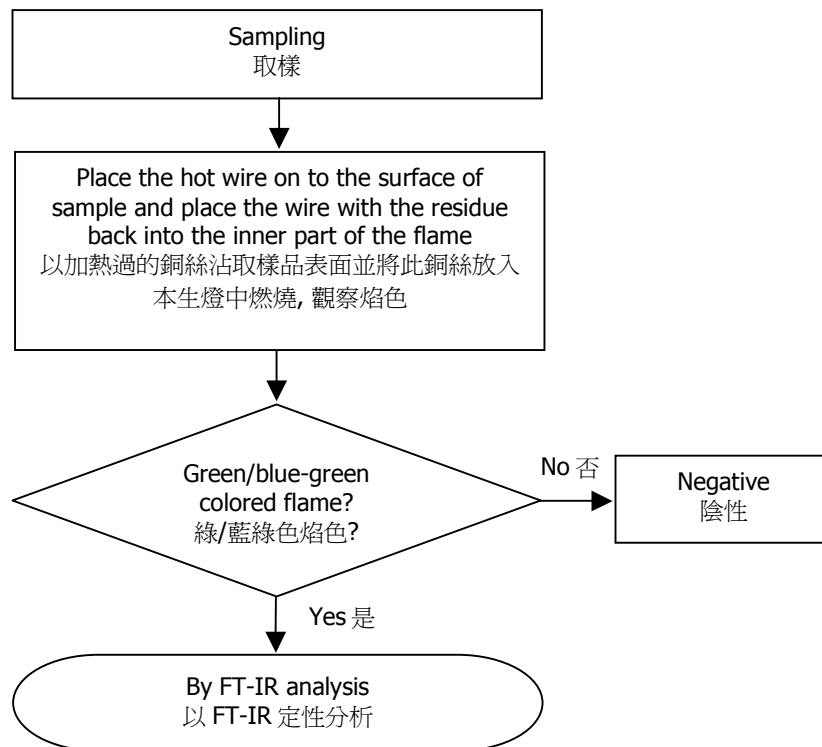 Sampling
取樣
Place the hot wire on to the surface of
sample and place the wire with the residue
back into the inner part of the flame
以加熱過的銅絲沾取樣品表面並將此銅絲放入
本生燈中燃燒, 觀察焰色
Green/blue-green
colored flame?
綠/藍綠色焰色?
No 否
Negative
陰性
Yes 是
By FT-IR analysis
以 FT-IR 定性分析